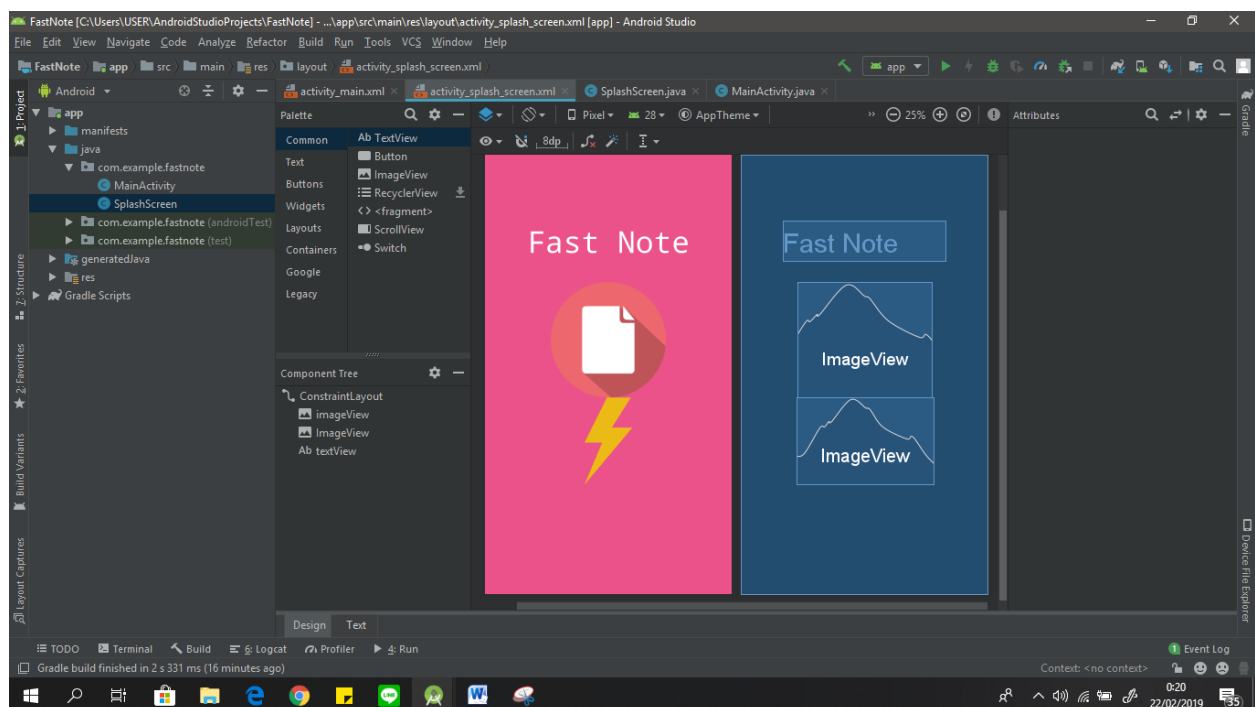 FastNote [C:\Users\USER\AndroidStudioProjects\FastNote] - ...\app\src\main\res\layout\activity_splash_screen.xml [app] - Android Studio
File Edit View Navigate Code Analyze Refactor Build Run Tools VCS Window Help
FastNote app src main res layout activity_splash_screen.xml
app
Android
activity_main.xml activity_splash_screen.xml SplashScreen.java MainActivity.java
1: Project
7: Structure
2: Favorites
Build Variants
Layout Captures
app
manifests
java
com.example.fastnote
MainActivity
SplashScreen
com.example.fastnote (androidTest)
com.example.fastnote (test)
generatedJava
res
Gradle Scripts
Palette
Common
Text
Buttons
Widgets
Layouts
Containers
Google
Legacy
Ab TextView
Button
ImageView
RecyclerView
<> <fragment>
ScrollView
Switch
Component Tree
ConstraintLayout
imageView
ImageView
Ab textView
Pixel 28 AppTheme » 25%
8dp
Fast Note
Fast Note
ImageView
ImageView
Attributes
Gradle
Device File Explorer
Design Text
TODO Terminal Build 6: Logcat Profiler 4: Run
1 Event Log
Gradle build finished in 2 s 331 ms (16 minutes ago)
Context: <no context>
LINE
W
0:20
22/02/2019
35